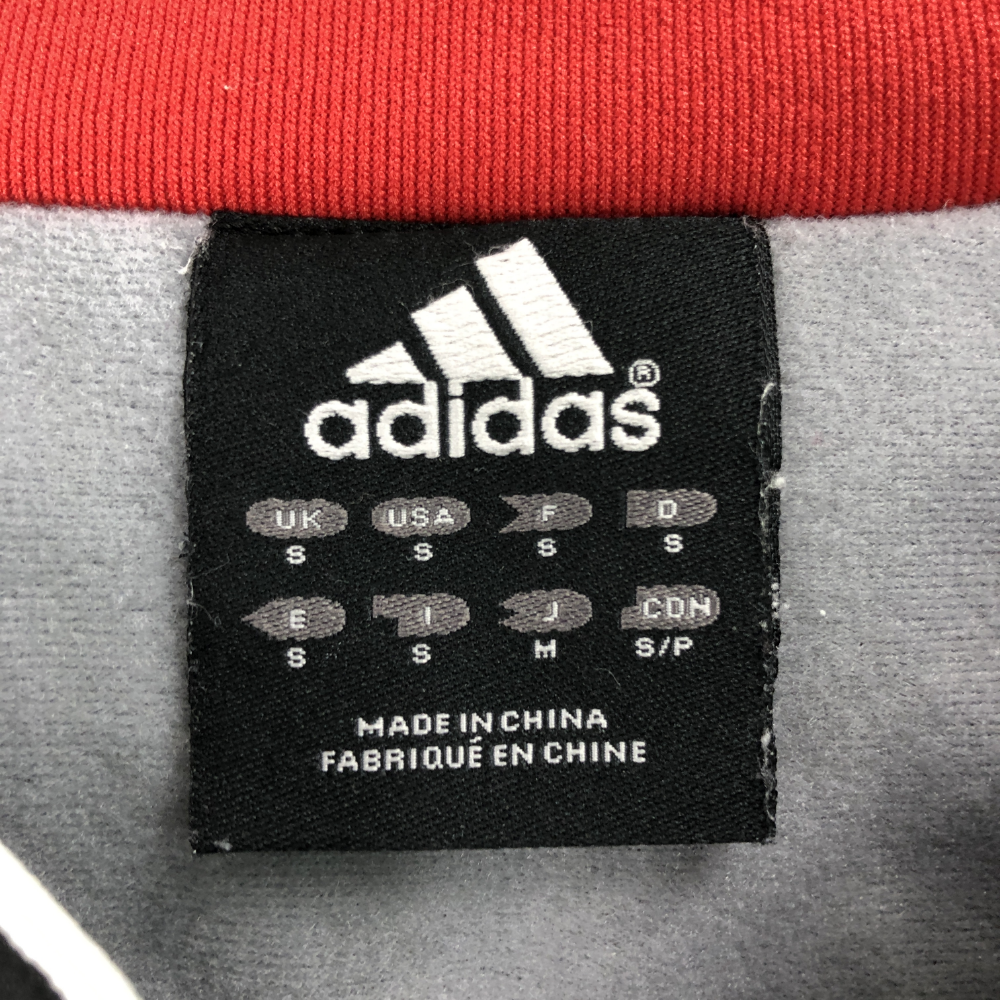 adidas®
UK USA F D
S S S S
E I J CDN
S S M S/P
MADE IN CHINA
FABRIQUÉ EN CHINE